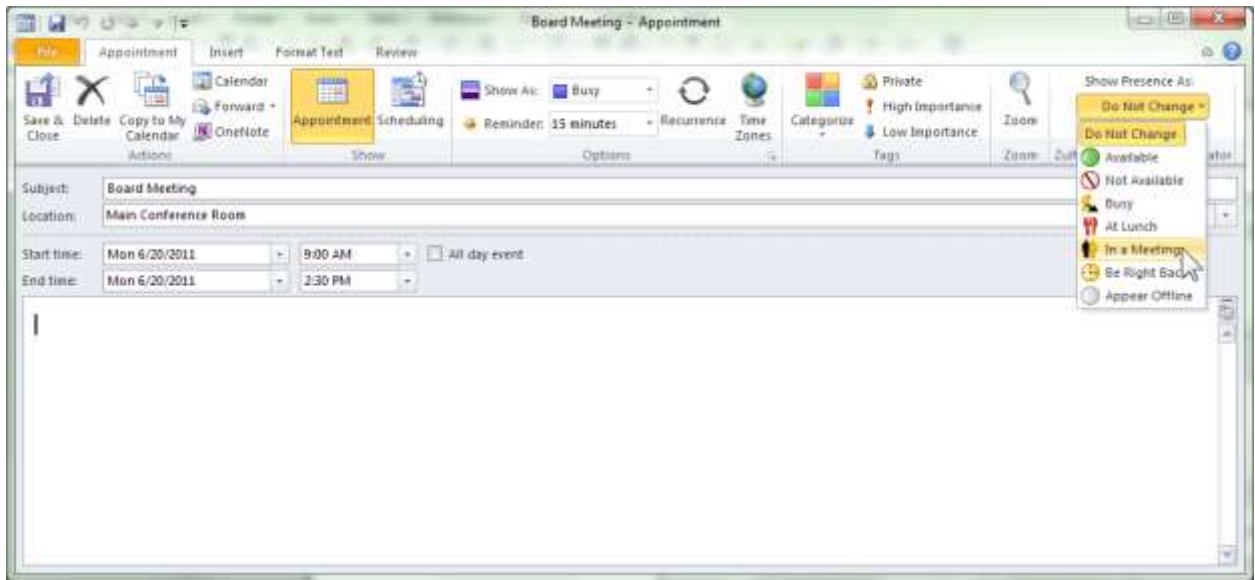 Board Meeting - Appointment
File Appointment Insert Format Text Review
Save & Close
Delete
Copy to My Calendar
Calendar
Forward
OneNote
Actions
Appointment
Scheduling
Show
Show As: Busy
Reminder: 15 minutes
Recurrence
Time Zones
Options
Categorize
Private
High Importance
Low Importance
Tags
Zoom
Zoom
Show Presence As:
Do Not Change
Do Not Change
Available
Not Available
Busy
At Lunch
In a Meeting
Be Right Back
Appear Offline
Subject: Board Meeting
Location: Main Conference Room
Start time: Mon 6/20/2011 9:00 AM All day event
End time: Mon 6/20/2011 2:30 PM